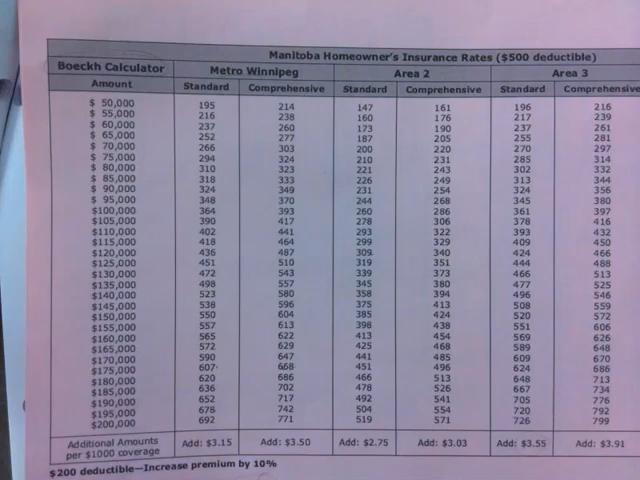 Manitoba Homeowner's Insurance Rates ($500 deductible)
Boeckh Calculator Metro Winnipeg Area 2 Area 3
Amount Standard Comprehensive Standard Comprehensive Standard Comprehensive
$ 50,000 195 214 147 161 196 216
$ 55,000 216 238 160 176 217 239
$ 60,000 237 260 173 190 237 261
$ 65,000 252 277 187 205 255 281
$ 70,000 266 303 200 220 270 297
$ 75,000 294 324 210 231 285 314
$ 80,000 310 323 221 243 302 332
$ 85,000 318 333 226 249 313 344
$ 90,000 324 349 231 254 324 356
$ 95,000 348 370 244 268 345 380
$100,000 364 393 260 286 361 397
$105,000 390 417 278 306 378 416
$110,000 402 441 293 322 393 432
$115,000 418 464 299 329 409 450
$120,000 436 487 309 340 424 466
$125,000 451 510 319 351 444 488
$130,000 472 543 339 373 466 513
$135,000 498 557 345 380 477 525
$140,000 523 580 358 394 496 546
$145,000 538 596 375 413 508 559
$150,000 550 604 385 424 520 572
$155,000 557 613 398 438 551 606
$160,000 565 622 413 454 569 626
$165,000 572 629 425 468 589 648
$170,000 590 647 441 485 609 670
$175,000 607 668 451 496 624 686
$180,000 620 686 466 513 648 713
$185,000 636 702 478 526 667 734
$190,000 652 717 492 541 705 776
$195,000 678 742 504 554 720 792
$200,000 692 771 519 571 726 799
Additional Amounts
per $1000 coverage Add: $3.15 Add: $3.50 Add: $2.75 Add: $3.03 Add: $3.55 Add: $3.91
$200 deductible—Increase premium by 10%